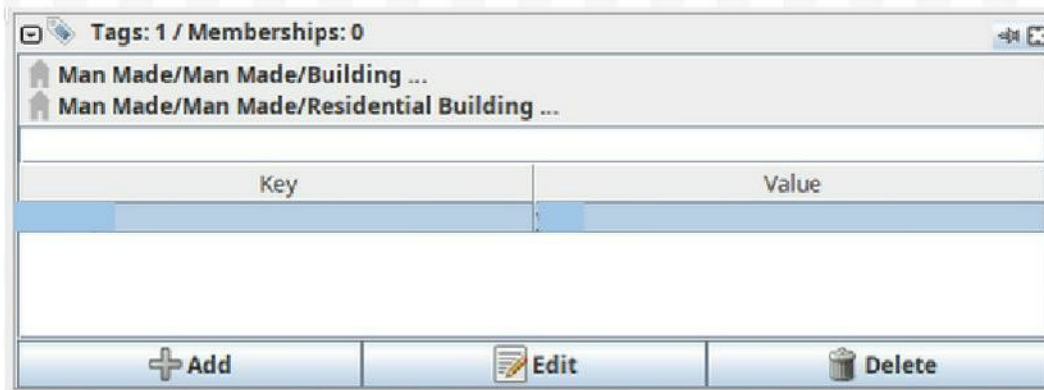 Tags: 1 / Memberships: 0
Man Made/Man Made/Building ...
Man Made/Man Made/Residential Building ...
Key Value
Add Edit Delete